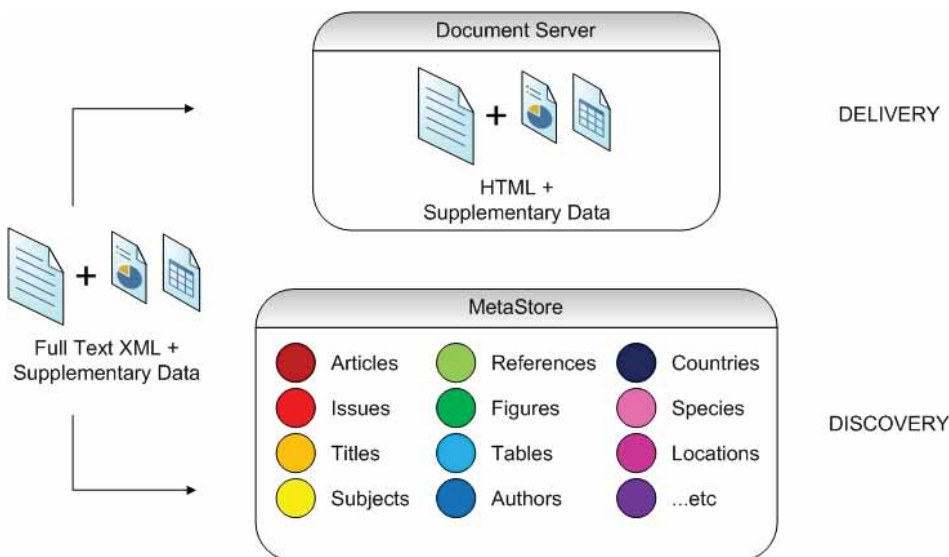 Document Server
+
HTML +
Supplementary Data
DELIVERY
+
Full Text XML +
Supplementary Data
MetaStore
Articles
References
Countries
Issues
Figures
Species
Titles
Tables
Locations
Subjects
Authors
...etc
DISCOVERY